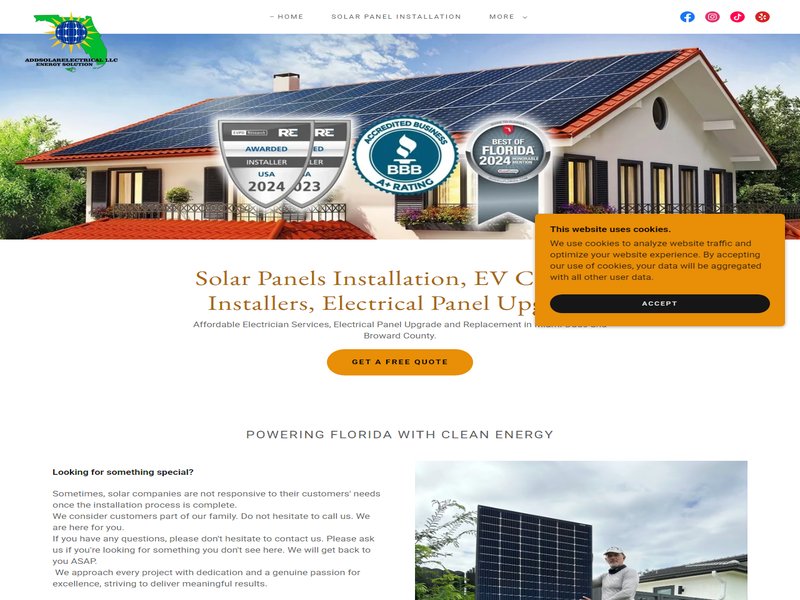 HOME
SOLAR PANEL INSTALLATION
MORE
ADDSOLARELECTRICAL LLC
ENERGY SOLUTION
RE
AWARDED
INSTALLER
USA
2024
023
ACCREDITED BUSINESS
BBB
A+ RATING
BEST OF
FLORIDA
2024
This website uses cookies.
We use cookies to analyze website traffic and
optimize your website experience. By accepting
our use of cookies, your data will be aggregated
with all other user data.
ACCEPT
Solar Panels Installation, EV C
Installers, Electrical Panel Upg
Affordable Electrician Services, Electrical Panel Upgrade and Replacement in Miami Dade and
Broward County.
GET A FREE QUOTE
POWERING FLORIDA WITH CLEAN ENERGY
Looking for something special?
Sometimes, solar companies are not responsive to their customers' needs
once the installation process is complete.
We consider customers part of our family. Do not hesitate to call us. We
are here for you.
If you have any questions, please don't hesitate to contact us. Please ask
us if you're looking for something you don't see here. We will get back to
you ASAP.
We approach every project with dedication and a genuine passion for
excellence, striving to deliver meaningful results.